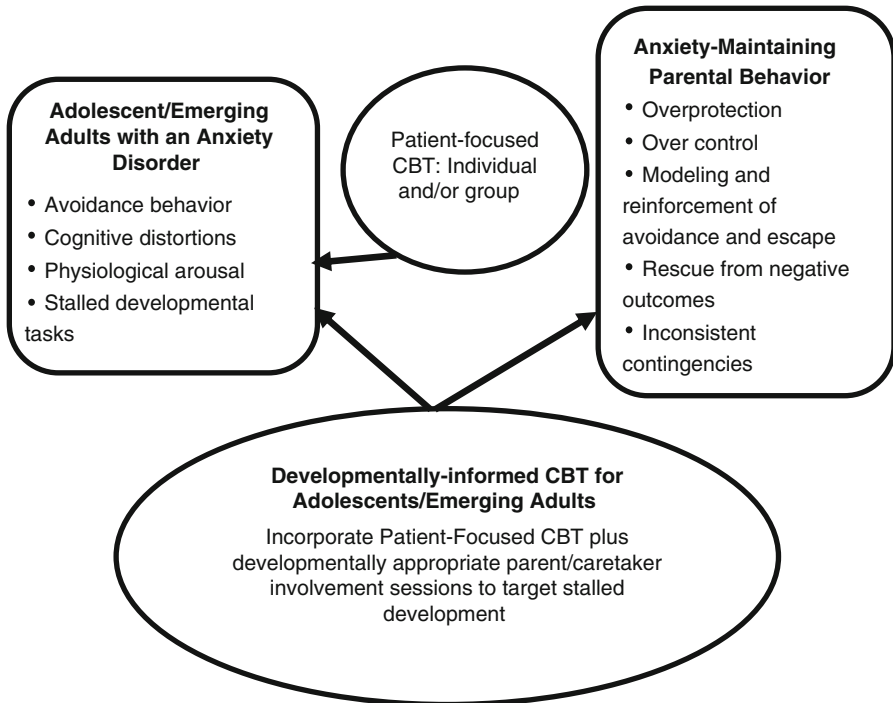 Adolescent/Emerging
Adults with an Anxiety
Disorder
• Avoidance behavior
• Cognitive distortions
• Physiological arousal
• Stalled developmental
tasks
Patient-focused
CBT: Individual
and/or group
Anxiety-Maintaining
Parental Behavior
• Overprotection
• Over control
• Modeling and
reinforcement of
avoidance and escape
• Rescue from negative
outcomes
• Inconsistent
contingencies
Developmentally-informed CBT for
Adolescents/Emerging Adults
Incorporate Patient-Focused CBT plus
developmentally appropriate parent/caretaker
involvement sessions to target stalled
development